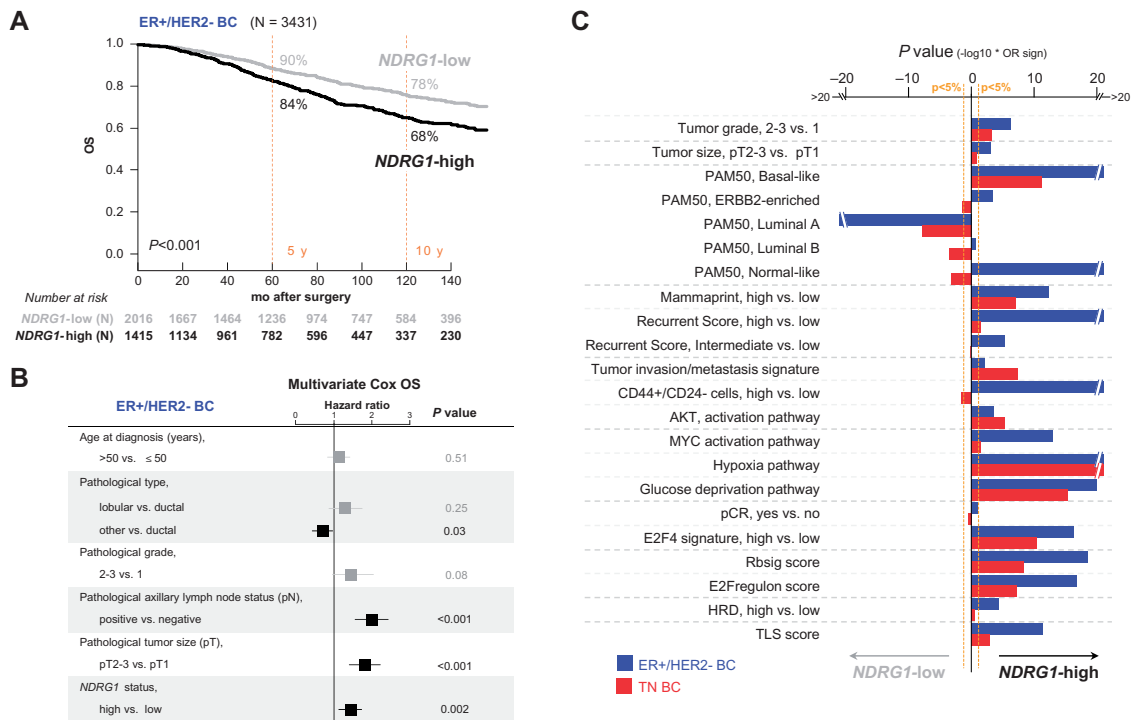 A
ER+/HER2- BC (N = 3431)
1.0
0.8
0.6
0.4
0.2
0.0
OS
90%
NDRG1-low
78%
84%
68%
NDRG1-high
P<0.001
5 y
10 y
0 20 40 60 80 100 120 140
mo after surgery
Number at risk
NDRG1-low (N) 2016 1667 1464 1236 974 747 584 396
NDRG1-high (N) 1415 1134 961 782 596 447 337 230
B
Multivariate Cox OS
ER+/HER2- BC
Hazard ratio
P value
0 1 2 3
Age at diagnosis (years),
>50 vs. ≤ 50 0.51
Pathological type,
lobular vs. ductal 0.25
other vs. ductal 0.03
Pathological grade,
2-3 vs. 1 0.08
Pathological axillary lymph node status (pN),
positive vs. negative <0.001
Pathological tumor size (pT),
pT2-3 vs. pT1 <0.001
NDRG1 status,
high vs. low 0.002
C
P value (-log10 * OR sign)
−20 −10 0 10 20
p<5% p<5%
>20 >20
Tumor grade, 2-3 vs. 1
Tumor size, pT2-3 vs. pT1
PAM50, Basal-like
PAM50, ERBB2-enriched
PAM50, Luminal A
PAM50, Luminal B
PAM50, Normal-like
Mammaprint, high vs. low
Recurrent Score, high vs. low
Recurrent Score, Intermediate vs. low
Tumor invasion/metastasis signature
CD44+/CD24- cells, high vs. low
AKT, activation pathway
MYC activation pathway
Hypoxia pathway
Glucose deprivation pathway
pCR, yes vs. no
E2F4 signature, high vs. low
Rbsig score
E2Fregulon score
HRD, high vs. low
TLS score
ER+/HER2- BC
TN BC
NDRG1-low
NDRG1-high